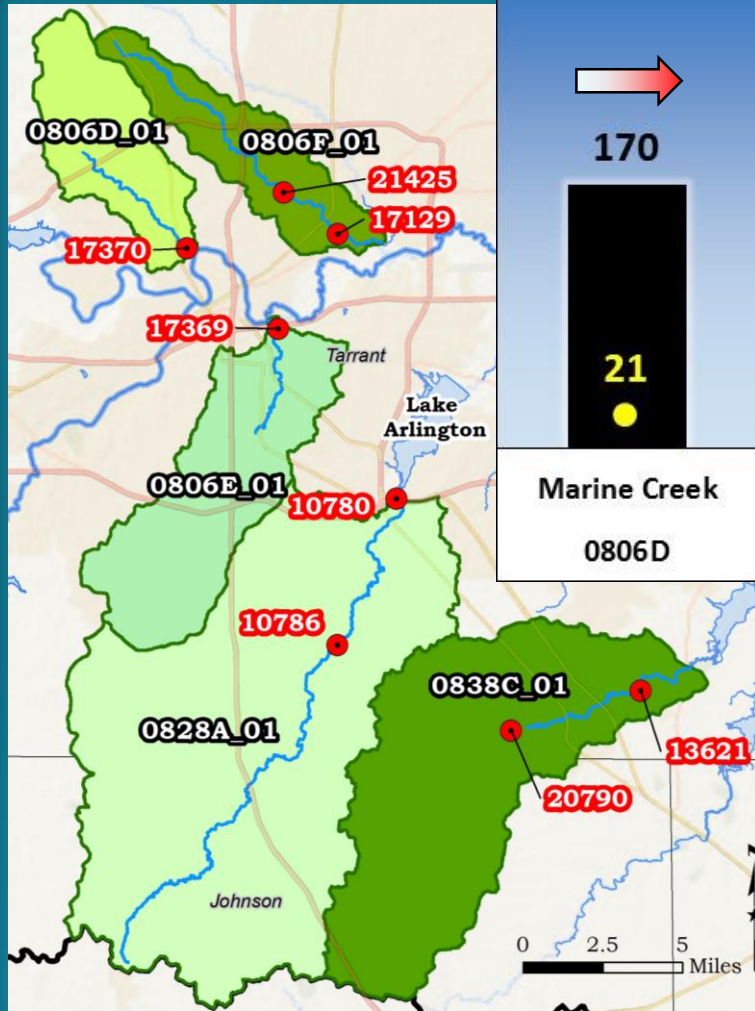 0806D_01
0806F_01
21425
17129
17370
17369
Tarrant
Lake
Arlington
0806E_01
10780
10786
0838C_01
0828A_01
13621
20790
Johnson
0 2.5 5
Miles
170
21
Marine Creek
0806D